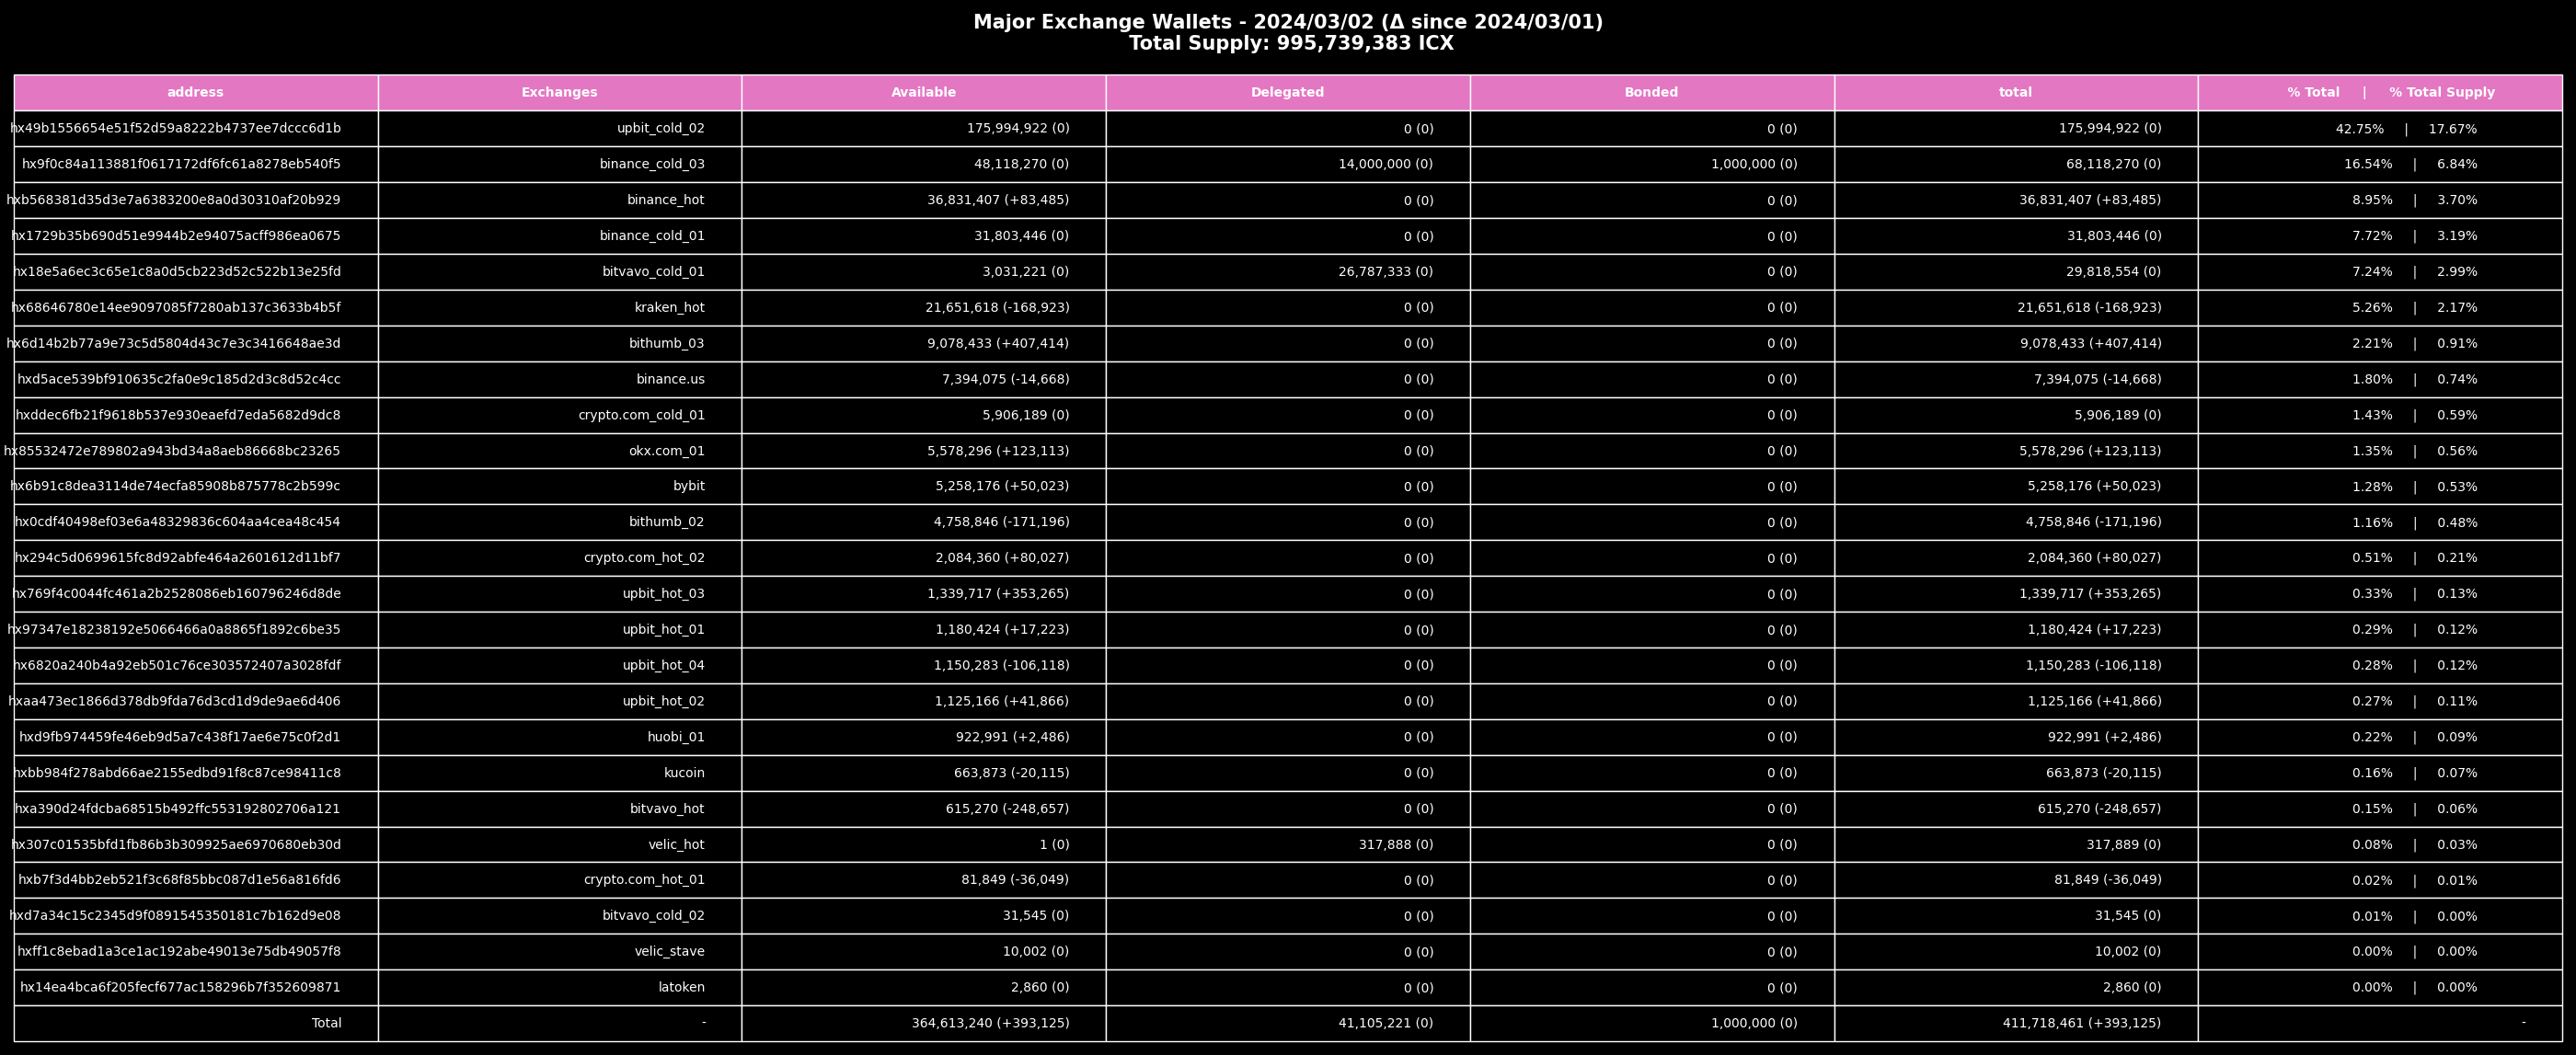 Major Exchange Wallets - 2024/03/02 (Δ since 2024/03/01)
Total Supply: 995,739,383 ICX
address Exchanges Available Delegated Bonded total % Total | % Total Supply
hx49b1556654e51f52d59a8222b4737ee7dccc6d1b upbit_cold_02 175,994,922 (0) 0 (0) 0 (0) 175,994,922 (0) 42.75% | 17.67%
hx9f0c84a113881f0617172df6fc61a8278eb540f5 binance_cold_03 48,118,270 (0) 14,000,000 (0) 1,000,000 (0) 68,118,270 (0) 16.54% | 6.84%
hxb568381d35d3e7a6383200e8a0d30310af20b929 binance_hot 36,831,407 (+83,485) 0 (0) 0 (0) 36,831,407 (+83,485) 8.95% | 3.70%
hx1729b35b690d51e9944b2e94075acff986ea0675 binance_cold_01 31,803,446 (0) 0 (0) 0 (0) 31,803,446 (0) 7.72% | 3.19%
hx18e5a6ec3c65e1c8a0d5cb223d52c522b13e25fd bitvavo_cold_01 3,031,221 (0) 26,787,333 (0) 0 (0) 29,818,554 (0) 7.24% | 2.99%
hx68646780e14ee9097085f7280ab137c3633b4b5f kraken_hot 21,651,618 (-168,923) 0 (0) 0 (0) 21,651,618 (-168,923) 5.26% | 2.17%
hx6d14b2b77a9e73c5d5804d43c7e3c3416648ae3d bithumb_03 9,078,433 (+407,414) 0 (0) 0 (0) 9,078,433 (+407,414) 2.21% | 0.91%
hxd5ace539bf910635c2fa0e9c185d2d3c8d52c4cc binance.us 7,394,075 (-14,668) 0 (0) 0 (0) 7,394,075 (-14,668) 1.80% | 0.74%
hxddec6fb21f9618b537e930eaefd7eda5682d9dc8 crypto.com_cold_01 5,906,189 (0) 0 (0) 0 (0) 5,906,189 (0) 1.43% | 0.59%
hx85532472e789802a943bd34a8aeb86668bc23265 okx.com_01 5,578,296 (+123,113) 0 (0) 0 (0) 5,578,296 (+123,113) 1.35% | 0.56%
hx6b91c8dea3114de74ecfa85908b875778c2b599c bybit 5,258,176 (+50,023) 0 (0) 0 (0) 5,258,176 (+50,023) 1.28% | 0.53%
hx0cdf40498ef03e6a48329836c604aa4cea48c454 bithumb_02 4,758,846 (-171,196) 0 (0) 0 (0) 4,758,846 (-171,196) 1.16% | 0.48%
hx294c5d0699615fc8d92abfe464a2601612d11bf7 crypto.com_hot_02 2,084,360 (+80,027) 0 (0) 0 (0) 2,084,360 (+80,027) 0.51% | 0.21%
hx769f4c0044fc461a2b2528086eb160796246d8de upbit_hot_03 1,339,717 (+353,265) 0 (0) 0 (0) 1,339,717 (+353,265) 0.33% | 0.13%
hx97347e18238192e5066466a0a8865f1892c6be35 upbit_hot_01 1,180,424 (+17,223) 0 (0) 0 (0) 1,180,424 (+17,223) 0.29% | 0.12%
hx6820a240b4a92eb501c76ce303572407a3028fdf upbit_hot_04 1,150,283 (-106,118) 0 (0) 0 (0) 1,150,283 (-106,118) 0.28% | 0.12%
hxaa473ec1866d378db9fda76d3cd1d9de9ae6d406 upbit_hot_02 1,125,166 (+41,866) 0 (0) 0 (0) 1,125,166 (+41,866) 0.27% | 0.11%
hxd9fb974459fe46eb9d5a7c438f17ae6e75c0f2d1 huobi_01 922,991 (+2,486) 0 (0) 0 (0) 922,991 (+2,486) 0.22% | 0.09%
hxbb984f278abd66ae2155edbd91f8c87ce98411c8 kucoin 663,873 (-20,115) 0 (0) 0 (0) 663,873 (-20,115) 0.16% | 0.07%
hxa390d24fdcba68515b492ffc553192802706a121 bitvavo_hot 615,270 (-248,657) 0 (0) 0 (0) 615,270 (-248,657) 0.15% | 0.06%
hx307c01535bfd1fb86b3b309925ae6970680eb30d velic_hot 1 (0) 317,888 (0) 0 (0) 317,889 (0) 0.08% | 0.03%
hxb7f3d4bb2eb521f3c68f85bbc087d1e56a816fd6 crypto.com_hot_01 81,849 (-36,049) 0 (0) 0 (0) 81,849 (-36,049) 0.02% | 0.01%
hxd7a34c15c2345d9f0891545350181c7b162d9e08 bitvavo_cold_02 31,545 (0) 0 (0) 0 (0) 31,545 (0) 0.01% | 0.00%
hxff1c8ebad1a3ce1ac192abe49013e75db49057f8 velic_stave 10,002 (0) 0 (0) 0 (0) 10,002 (0) 0.00% | 0.00%
hx14ea4bca6f205fecf677ac158296b7f352609871 latoken 2,860 (0) 0 (0) 0 (0) 2,860 (0) 0.00% | 0.00%
Total - 364,613,240 (+393,125) 41,105,221 (0) 1,000,000 (0) 411,718,461 (+393,125) -